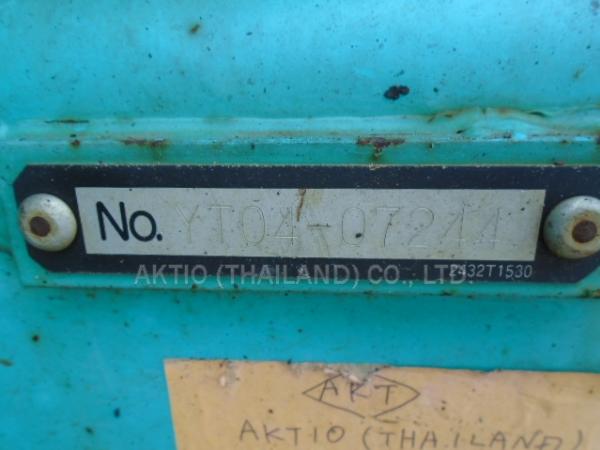 No. YT04-07244
AKTIO (THAILAND) CO., LTD.
2432T1530
AKT
AKTIO (THAILAND)